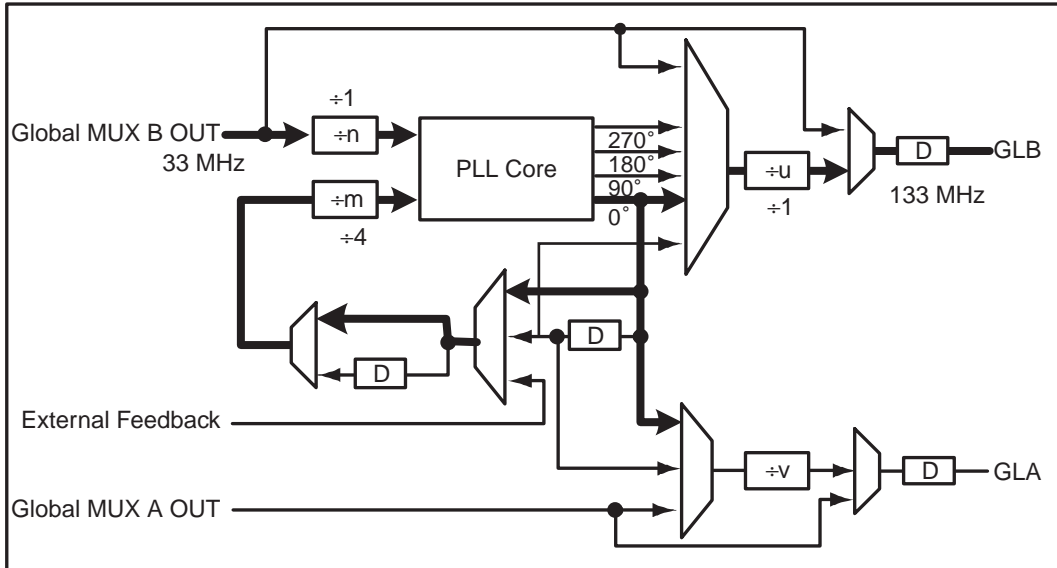 ÷1
Global MUX B OUT
÷n
33 MHz
PLL Core
270°
180°
90°
0°
÷m
÷4
÷u
÷1
D
GLB
133 MHz
D
D
External Feedback
Global MUX A OUT
÷v
D
GLA